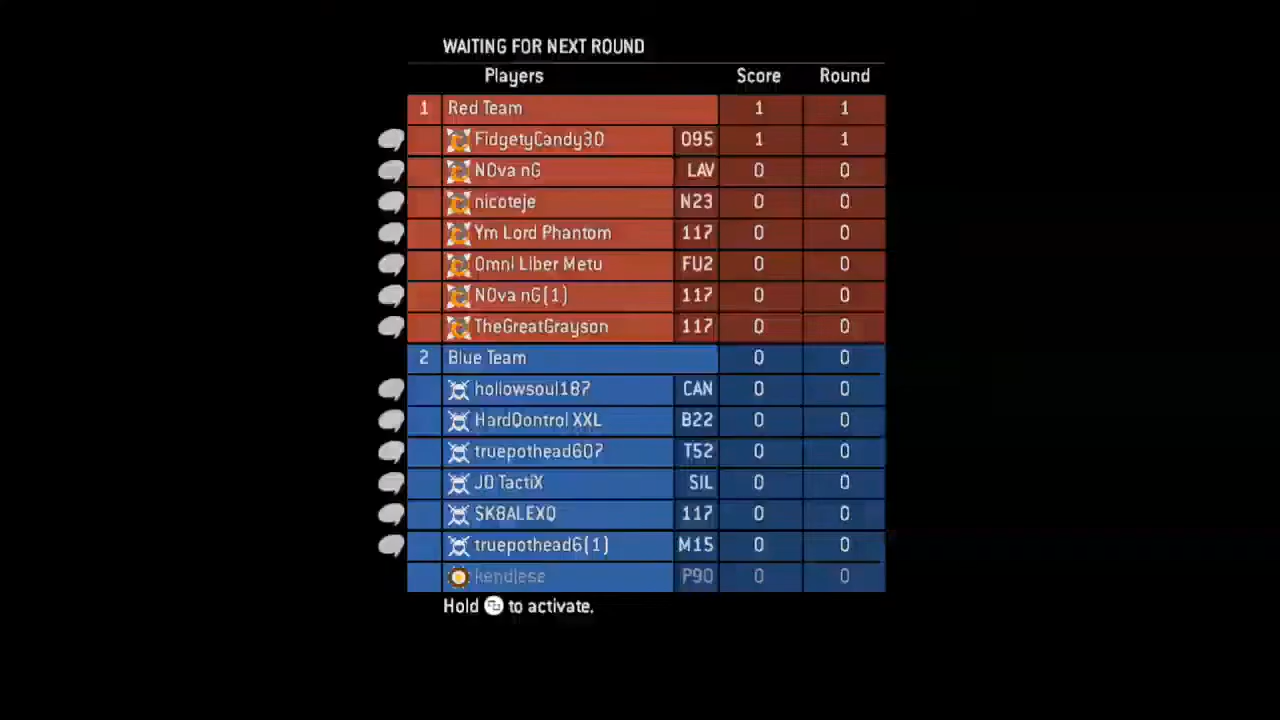 WAITING FOR NEXT ROUND
Players Score Round
1 Red Team 1 1
FidgetyCandy30 095 1 1
N0va nG LAV 0 0
nicoteje N23 0 0
Ym Lord Phantom 117 0 0
Omni Liber Metu FU2 0 0
N0va nG(1) 117 0 0
TheGreatGrayson 117 0 0
2 Blue Team 0 0
hollowsoul187 CAN 0 0
HardQontrol XXL B22 0 0
truepothead607 T52 0 0
JD TactiX SIL 0 0
SK8ALEXD 117 0 0
truepothead6(1) M15 0 0
kendlese P90 0 0
Hold to activate.